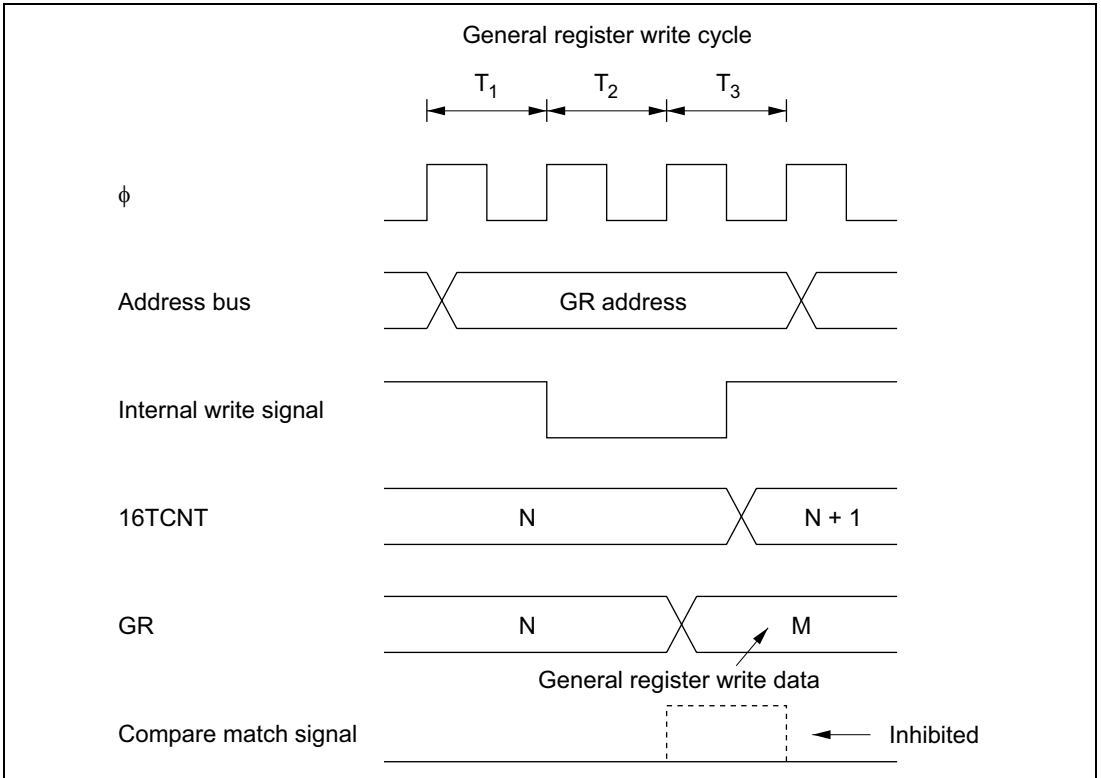 General register write cycle
T1 T2 T3
ϕ
Address bus GR address
Internal write signal
16TCNT N N + 1
GR N M
General register write data
Compare match signal Inhibited